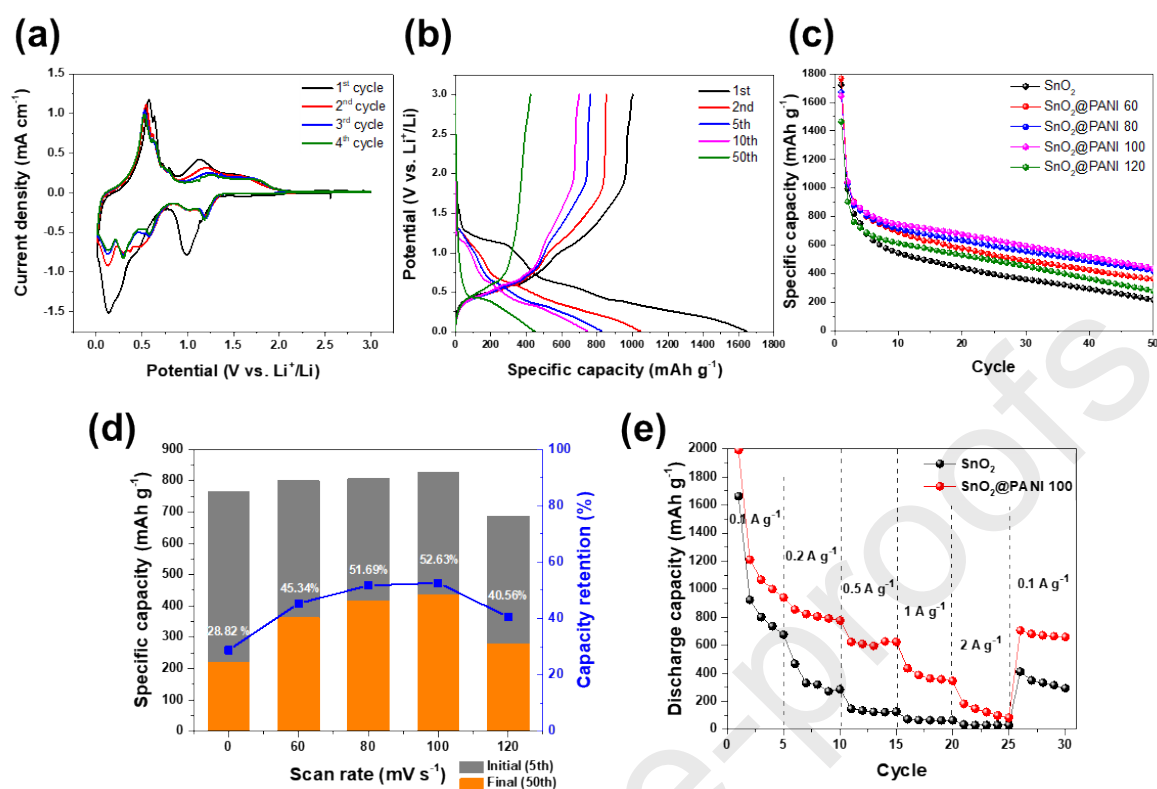 (a)
1.5
1.0
0.5
0.0
-0.5
-1.0
-1.5
0.0 0.5 1.0 1.5 2.0 2.5 3.0
Current density (mA cm⁻¹)
Potential (V vs. Li⁺/Li)
1ˢᵗ cycle
2ⁿᵈ cycle
3ʳᵈ cycle
4ᵗʰ cycle
(b)
3.0
2.5
2.0
1.5
1.0
0.5
0.0
0 200 400 600 800 1000 1200 1400 1600 1800
Potential (V vs. Li⁺/Li)
Specific capacity (mAh g⁻¹)
1st
2nd
5th
10th
50th
(c)
1800
1600
1400
1200
1000
800
600
400
200
0
0 10 20 30 40 50
Specific capacity (mAh g⁻¹)
Cycle
SnO₂
SnO₂@PANI 60
SnO₂@PANI 80
SnO₂@PANI 100
SnO₂@PANI 120
(d)
900
800
700
600
500
400
300
200
100
0
0 60 80 100 120
100
80
60
40
20
0
Specific capacity (mAh g⁻¹)
Capacity retention (%)
28.82 %
45.34%
51.69%
52.63%
40.56%
Scan rate (mV s⁻¹)
Initial (5th)
Final (50th)
(e)
2000
1800
1600
1400
1200
1000
800
600
400
200
0
0 5 10 15 20 25 30
Discharge capacity (mAh g⁻¹)
Cycle
SnO₂
SnO₂@PANI 100
0.1 A g⁻¹
0.2 A g⁻¹
0.5 A g⁻¹
1 A g⁻¹
2 A g⁻¹
0.1 A g⁻¹
e-proofs